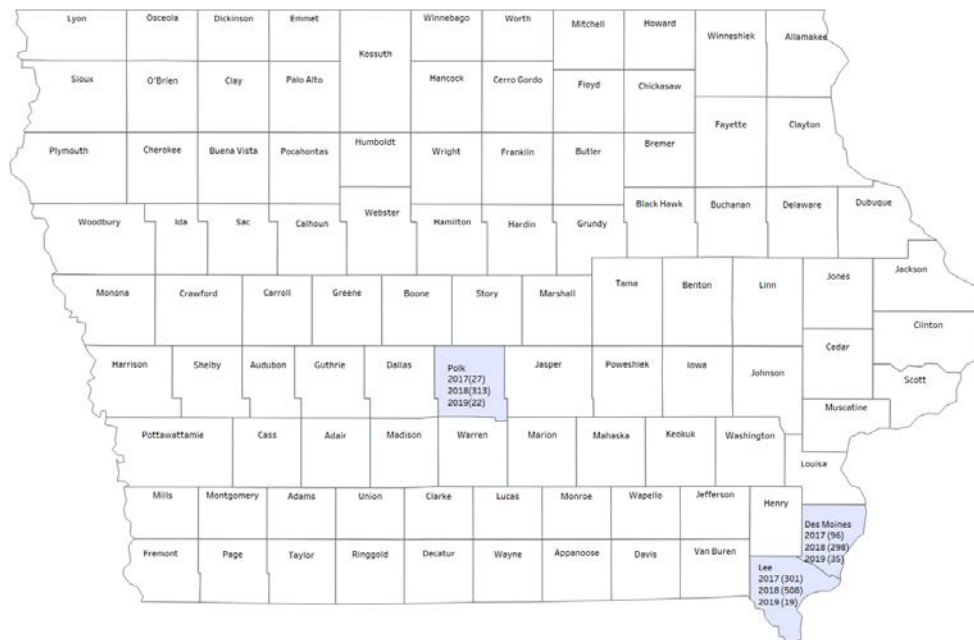 Lyon
Osceola
Dickinson
Emmet
Kossuth
Winnebago
Worth
Mitchell
Howard
Winneshiek
Allamakee
Sioux
O'Brien
Clay
Palo Alto
Hancock
Cerro Gordo
Floyd
Chickasaw
Fayette
Clayton
Plymouth
Cherokee
Buena Vista
Pocahontas
Humboldt
Wright
Franklin
Butler
Bremer
Woodbury
Ida
Sac
Calhoun
Webster
Hamilton
Hardin
Grundy
Black Hawk
Buchanan
Delaware
Dubuque
Monona
Crawford
Carroll
Greene
Boone
Story
Marshall
Tama
Benton
Linn
Jones
Jackson
Clinton
Harrison
Shelby
Audubon
Guthrie
Dallas
Polk
2017(27)
2018(313)
2019(22)
Jasper
Poweshiek
Iowa
Johnson
Cedar
Scott
Muscatine
Pottawattamie
Cass
Adair
Madison
Warren
Marion
Mahaska
Keokuk
Washington
Louisa
Mills
Montgomery
Adams
Union
Clarke
Lucas
Monroe
Wapello
Jefferson
Henry
Des Moines
2017 (96)
2018 (298)
2019 (35)
Fremont
Page
Taylor
Ringgold
Decatur
Wayne
Appanoose
Davis
Van Buren
Lee
2017 (301)
2018 (508)
2019 (19)